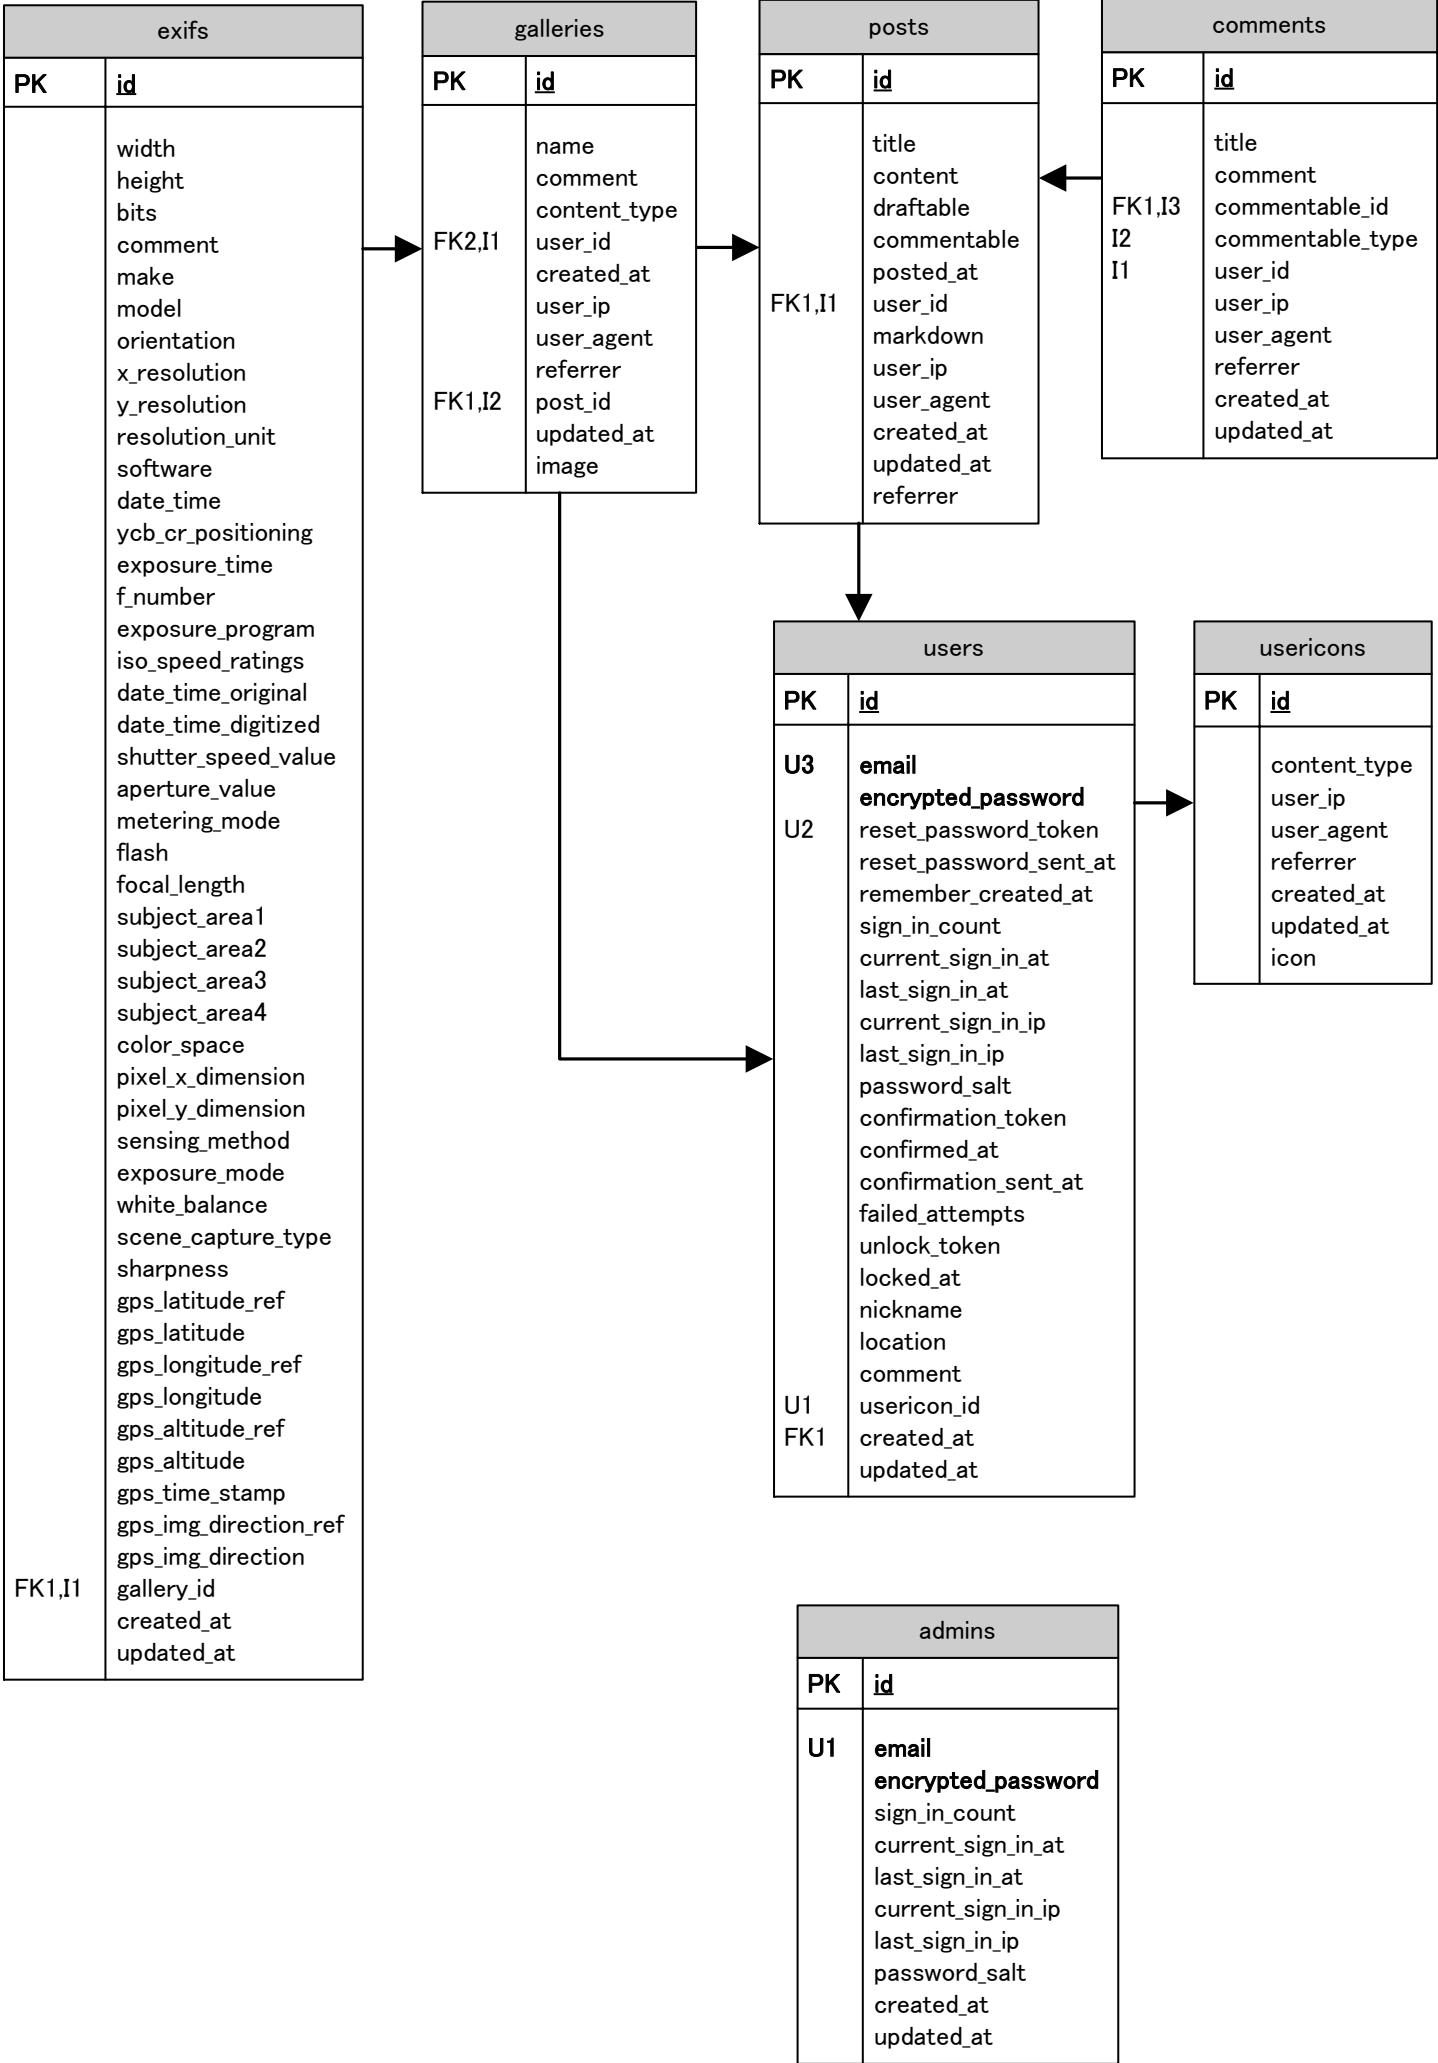 exifs
PK id
width
height
bits
comment
make
model
orientation
x_resolution
y_resolution
resolution_unit
software
date_time
ycb_cr_positioning
exposure_time
f_number
exposure_program
iso_speed_ratings
date_time_original
date_time_digitized
shutter_speed_value
aperture_value
metering_mode
flash
focal_length
subject_area1
subject_area2
subject_area3
subject_area4
color_space
pixel_x_dimension
pixel_y_dimension
sensing_method
exposure_mode
white_balance
scene_capture_type
sharpness
gps_latitude_ref
gps_latitude
gps_longitude_ref
gps_longitude
gps_altitude_ref
gps_altitude
gps_time_stamp
gps_img_direction_ref
gps_img_direction
FK1,I1 gallery_id
created_at
updated_at
galleries
PK id
name
comment
content_type
FK2,I1 user_id
created_at
user_ip
user_agent
referrer
FK1,I2 post_id
updated_at
image
posts
PK id
title
content
draftable
commentable
posted_at
FK1,I1 user_id
markdown
user_ip
user_agent
created_at
updated_at
referrer
comments
PK id
title
comment
FK1,I3 commentable_id
I2 commentable_type
I1 user_id
user_ip
user_agent
referrer
created_at
updated_at
users
PK id
U3 email
encrypted_password
U2 reset_password_token
reset_password_sent_at
remember_created_at
sign_in_count
current_sign_in_at
last_sign_in_at
current_sign_in_ip
last_sign_in_ip
password_salt
confirmation_token
confirmed_at
confirmation_sent_at
failed_attempts
unlock_token
locked_at
nickname
location
comment
U1 usericon_id
FK1 created_at
updated_at
usericons
PK id
content_type
user_ip
user_agent
referrer
created_at
updated_at
icon
admins
PK id
U1 email
encrypted_password
sign_in_count
current_sign_in_at
last_sign_in_at
current_sign_in_ip
last_sign_in_ip
password_salt
created_at
updated_at